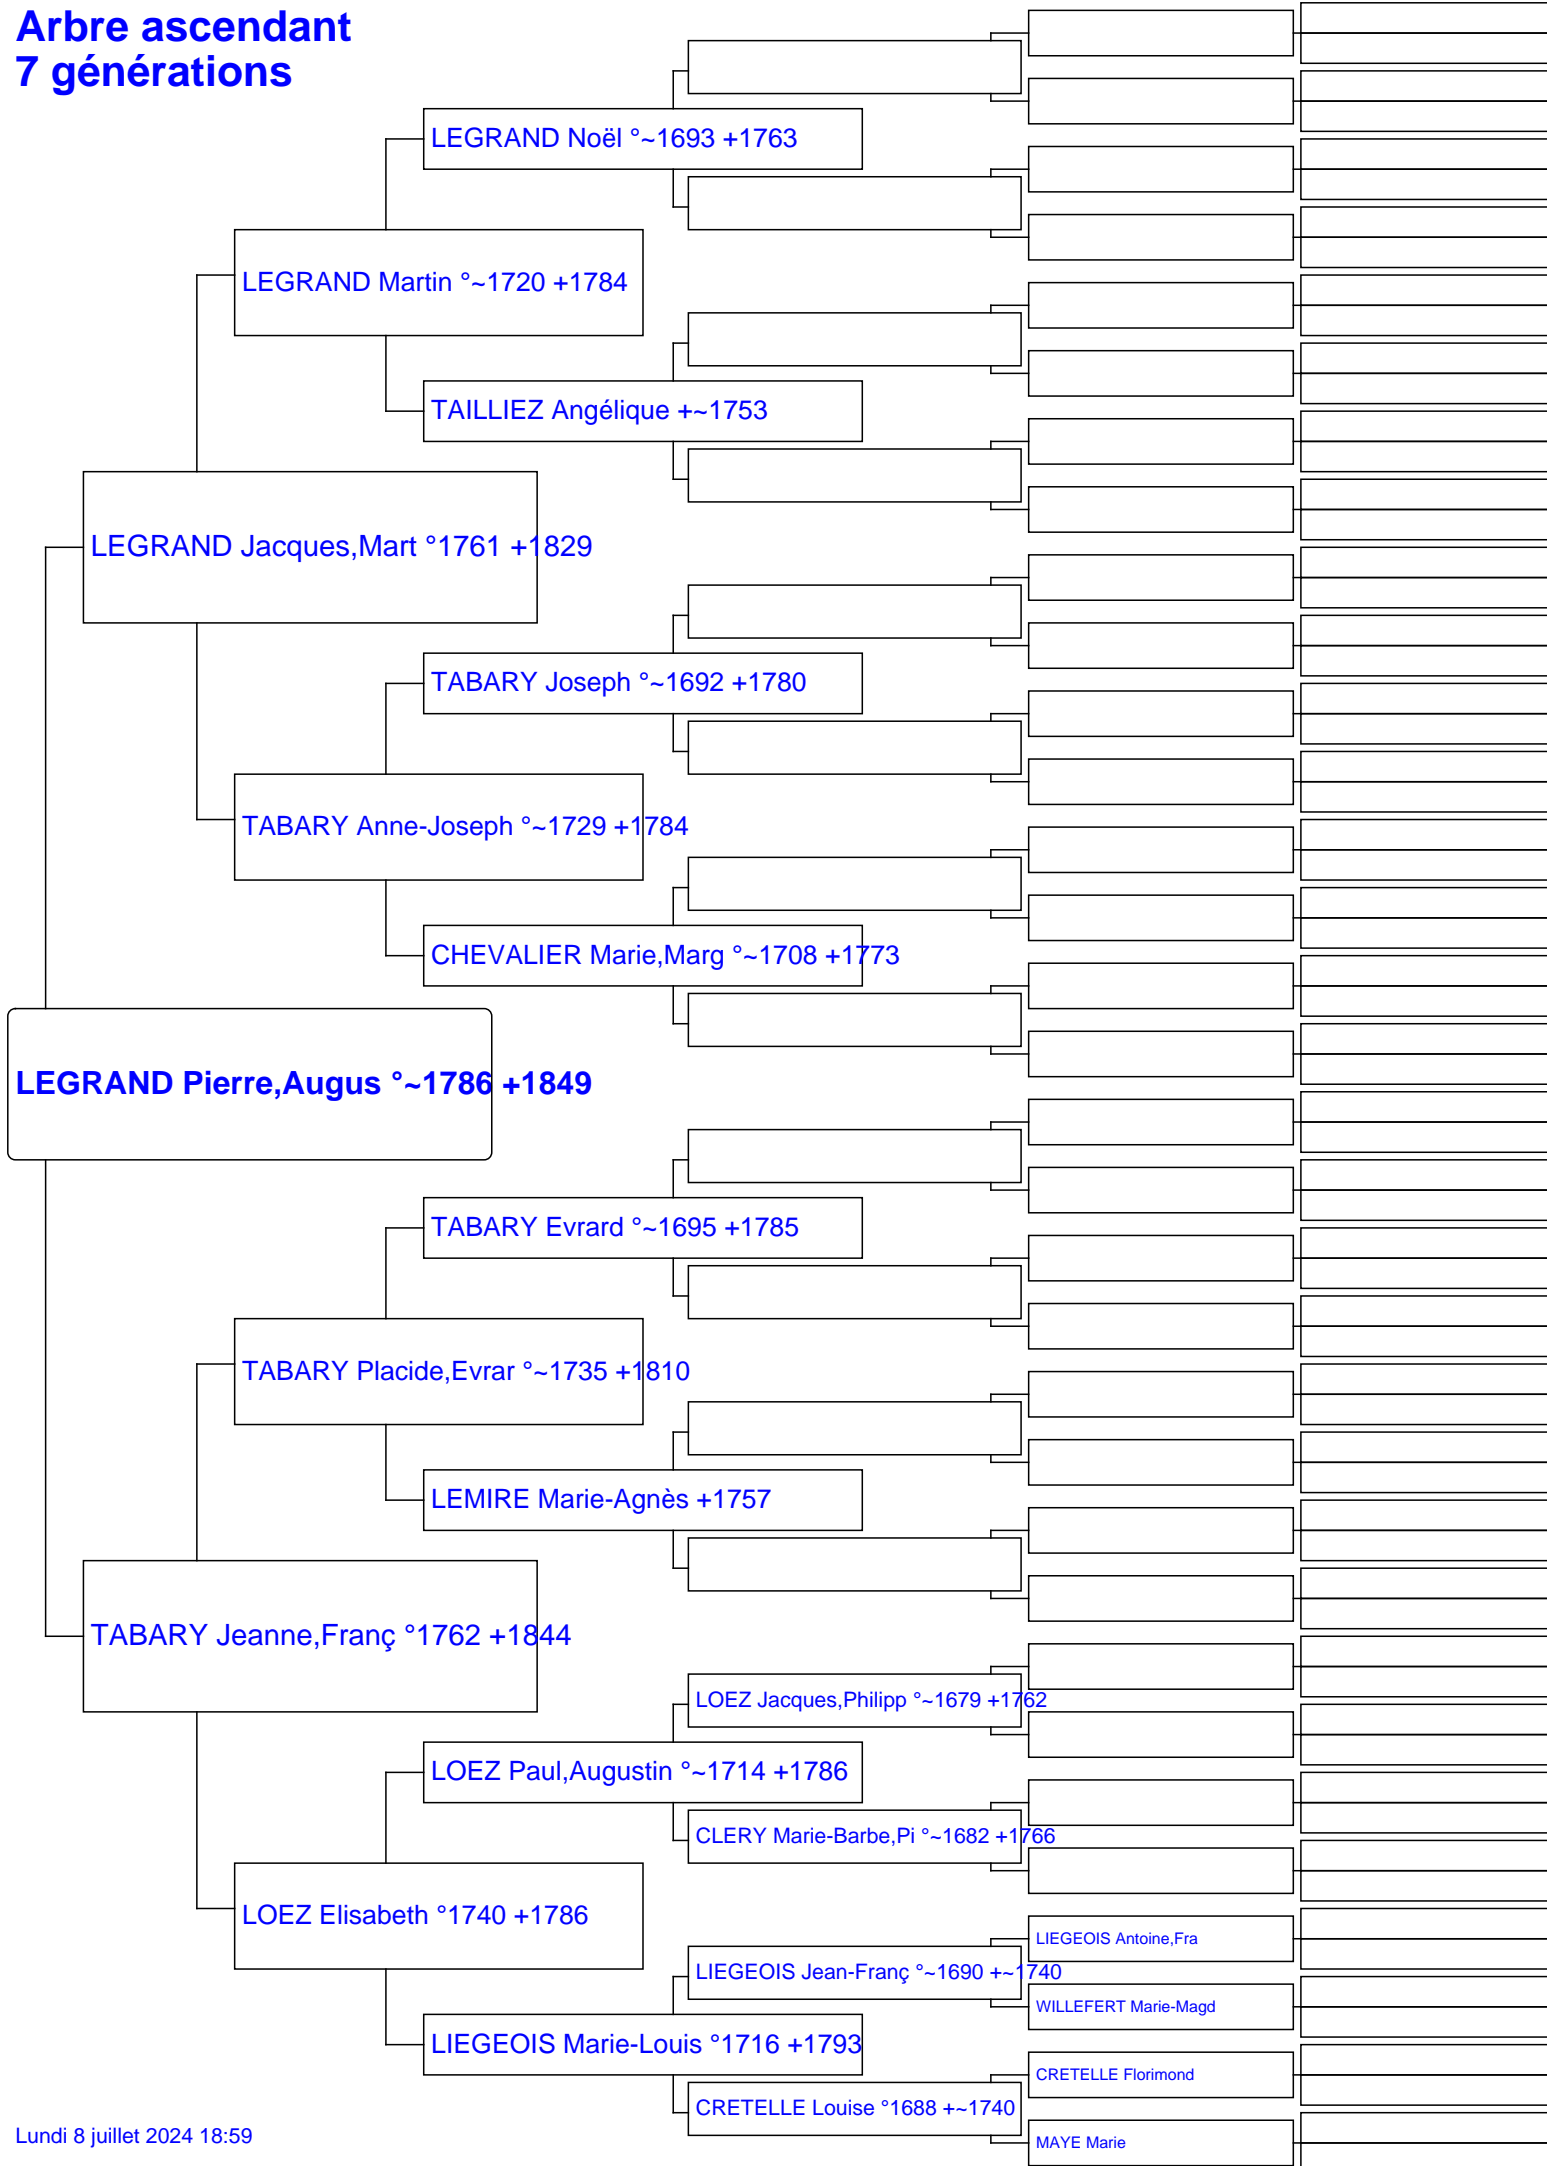 Arbre ascendant
7 générations
LEGRAND Noël °~1693 +1763
LEGRAND Martin °~1720 +1784
TAILLIEZ Angélique +~1753
LEGRAND Jacques,Mart °1761 +1829
TABARY Joseph °~1692 +1780
TABARY Anne-Joseph °~1729 +1784
CHEVALIER Marie,Marg °~1708 +1773
LEGRAND Pierre,Augus °~1786 +1849
TABARY Evrard °~1695 +1785
TABARY Placide,Evrar °~1735 +1810
LEMIRE Marie-Agnès +1757
TABARY Jeanne,Franç °1762 +1844
LOEZ Jacques,Philipp °~1679 +1762
LOEZ Paul,Augustin °~1714 +1786
CLERY Marie-Barbe,Pi °~1682 +1766
LOEZ Elisabeth °1740 +1786
LIEGEOIS Antoine,Fra
LIEGEOIS Jean-Franç °~1690 +~1740
WILLEFERT Marie-Magd
LIEGEOIS Marie-Louis °1716 +1793
CRETELLE Florimond
CRETELLE Louise °1688 +~1740
MAYE Marie
Lundi 8 juillet 2024 18:59